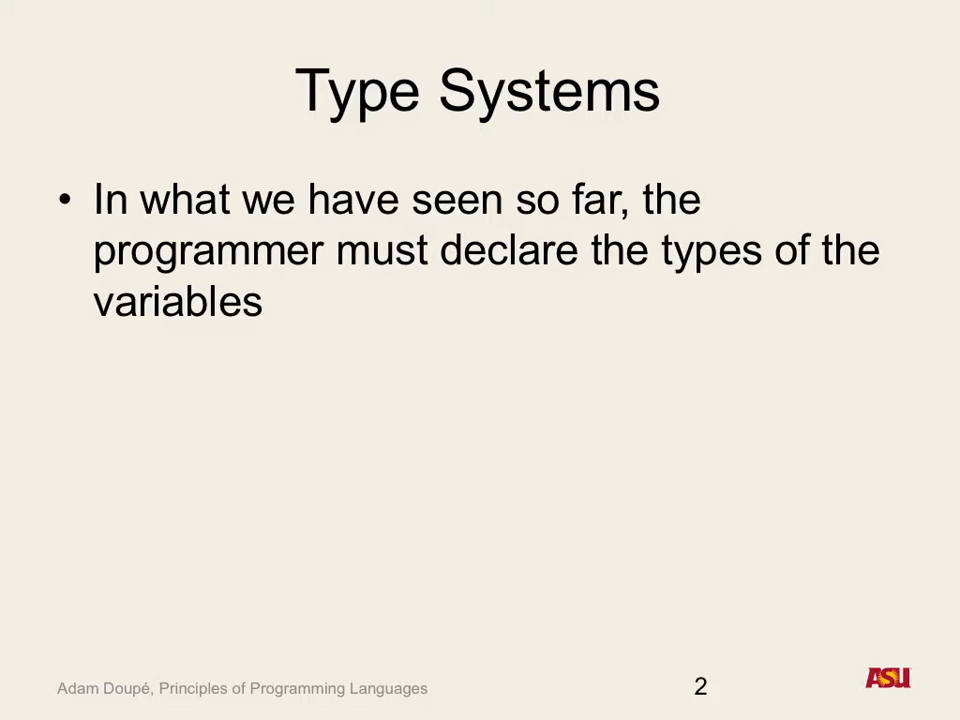 Type Systems
• In what we have seen so far, the
programmer must declare the types of the
variables
Adam Doupé, Principles of Programming Languages
2
ASU